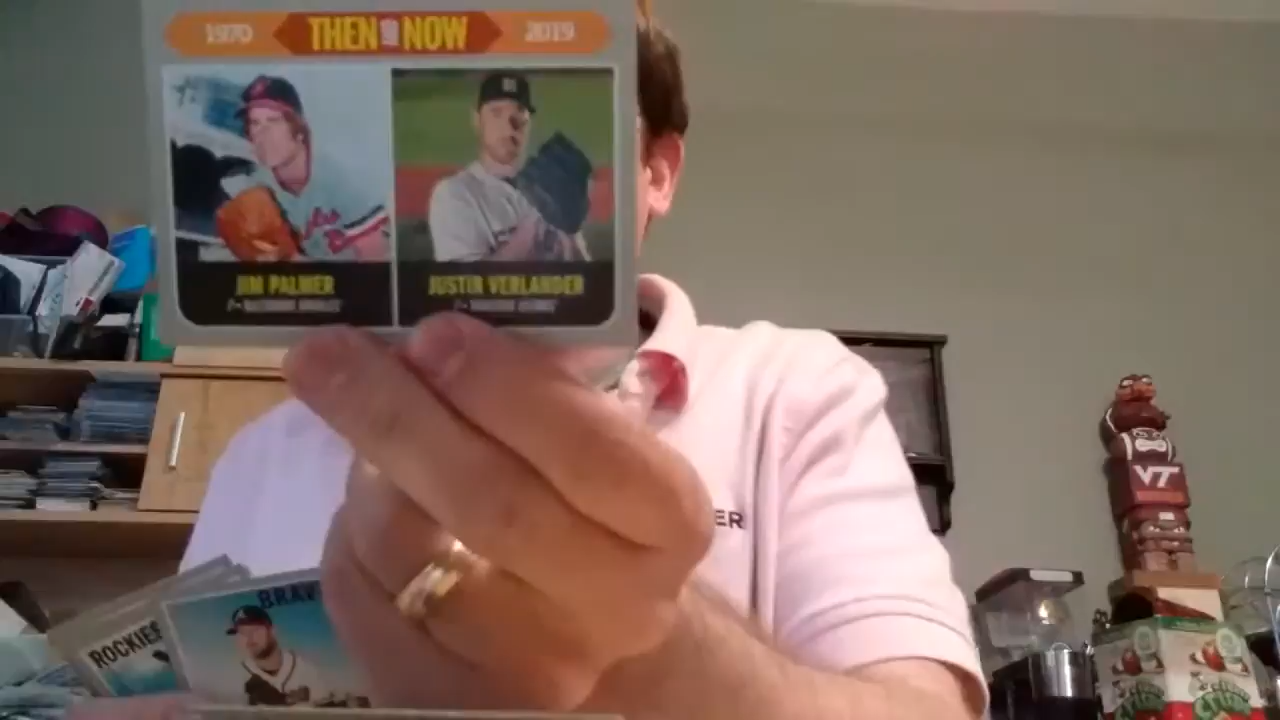 1970 THEN & NOW 2019
JIM PALMER
JUSTIN VERLANDER
ER
VT
BRAV
ROCKIES